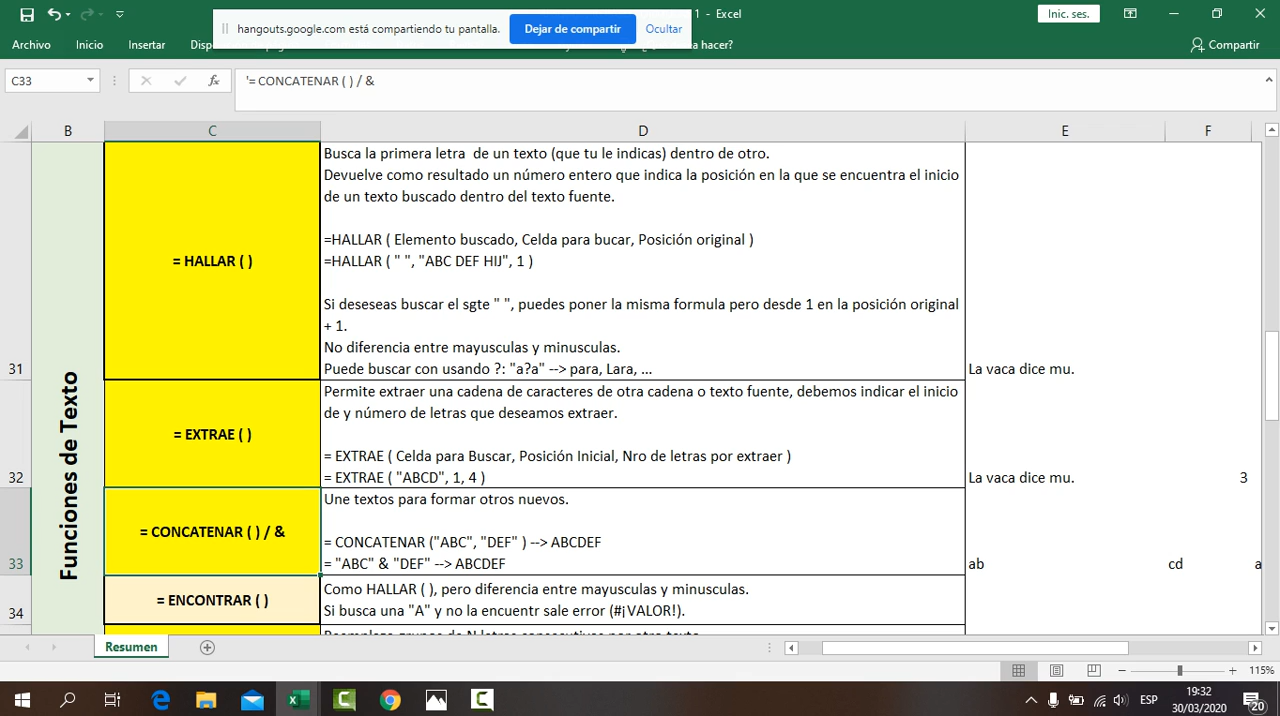 1 - Excel
Inic. ses.
hangouts.google.com está compartiendo tu pantalla.
Dejar de compartir
Ocultar
Archivo
Inicio
Insertar
hacer?
Compartir
C33
fx
'= CONCATENAR ( ) / &
B
C
D
E
F
Funciones de Texto
31
= HALLAR ( )
Busca la primera letra  de un texto (que tu le indicas) dentro de otro.
Devuelve como resultado un número entero que indica la posición en la que se encuentra el inicio
de un texto buscado dentro del texto fuente.
=HALLAR ( Elemento buscado, Celda para bucar, Posición original )
=HALLAR ( " ", "ABC DEF HIJ", 1 )
Si deseseas buscar el sgte " ", puedes poner la misma formula pero desde 1 en la posición original
+ 1.
No diferencia entre mayusculas y minusculas.
Puede buscar con usando ?: "a?a" --> para, Lara, ...
La vaca dice mu.
32
= EXTRAE ( )
Permite extraer una cadena de caracteres de otra cadena o texto fuente, debemos indicar el inicio
de y número de letras que deseamos extraer.
= EXTRAE ( Celda para Buscar, Posición Inicial, Nro de letras por extraer )
= EXTRAE ( "ABCD", 1, 4 )
La vaca dice mu.
3
33
= CONCATENAR ( ) / &
Une textos para formar otros nuevos.
= CONCATENAR ("ABC", "DEF" ) --> ABCDEF
= "ABC" & "DEF" --> ABCDEF
ab
cd
a
34
= ENCONTRAR ( )
Como HALLAR ( ), pero diferencia entre mayusculas y minusculas.
Si busca una "A" y no la encuentr sale error (#¡VALOR!).
Resumen
115%
ESP
19:32
30/03/2020
20